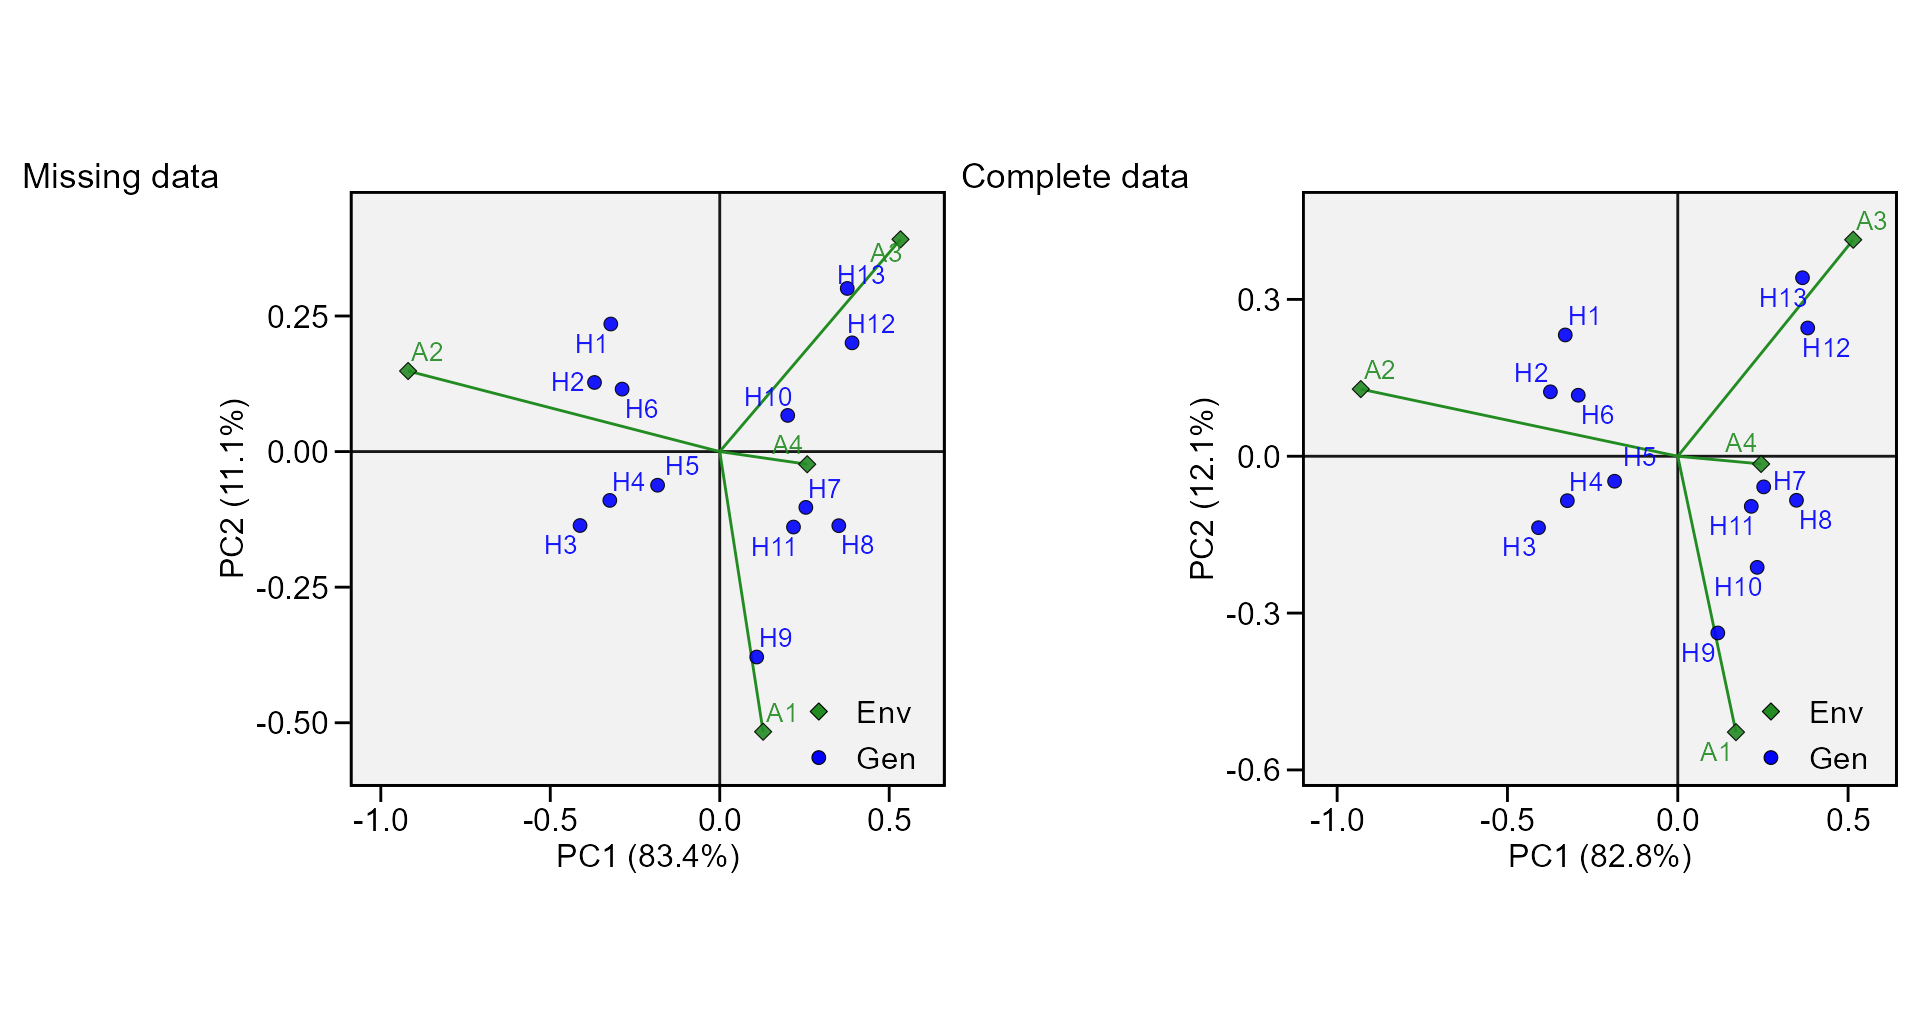 Missing data
A3
H13
H12
H1
A2
H2
H6
H10
A4
H5
H4
H7
H3
H11
H8
H9
A1
Env
Gen
0.25
0.00
-0.25
-0.50
PC2 (11.1%)
-1.0
-0.5
0.0
0.5
PC1 (83.4%)
Complete data
A3
H13
H1
H12
A2
H2
H6
A4
H5
H4
H7
H8
H11
H3
H10
H9
A1
Env
Gen
0.3
0.0
-0.3
-0.6
PC2 (12.1%)
-1.0
-0.5
0.0
0.5
PC1 (82.8%)